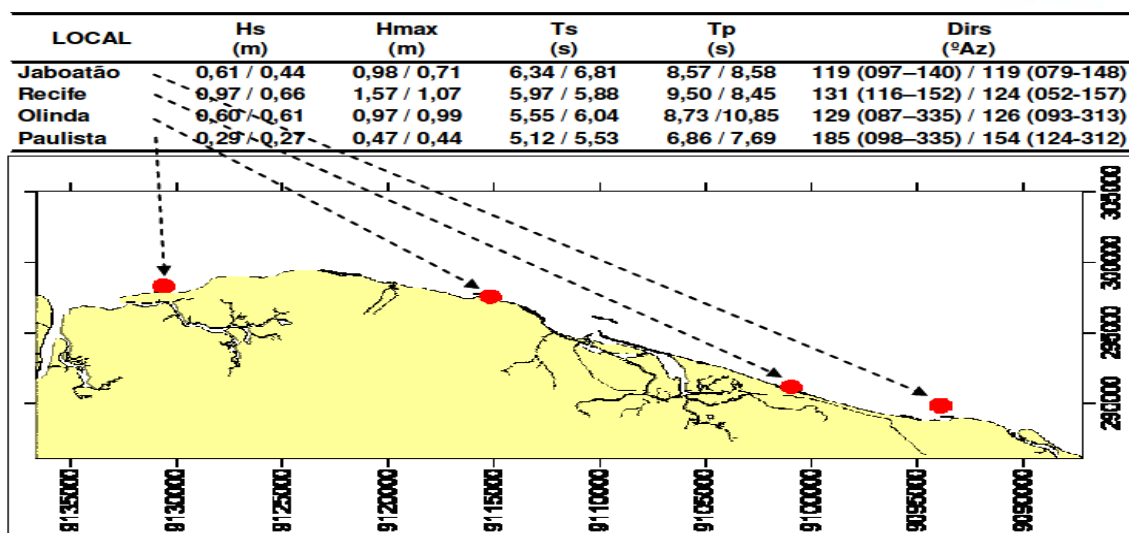 LOCAL Hs Hmax Ts Tp Dirs
(m) (m) (s) (s) (ºAz)
Jaboatão 0,61 / 0,44 0,98 / 0,71 6,34 / 6,81 8,57 / 8,58 119 (097–140) / 119 (079-148)
Recife 0,97 / 0,66 1,57 / 1,07 5,97 / 5,88 9,50 / 8,45 131 (116–152) / 124 (052-157)
Olinda 0,60 / 0,61 0,97 / 0,99 5,55 / 6,04 8,73 /10,85 129 (087–335) / 126 (093-313)
Paulista 0,29 / 0,27 0,47 / 0,44 5,12 / 5,53 6,86 / 7,69 185 (098–335) / 154 (124-312)
305000
300000
295000
290000
9135000
9130000
9125000
9120000
9115000
9110000
9105000
9100000
9095000
9090000